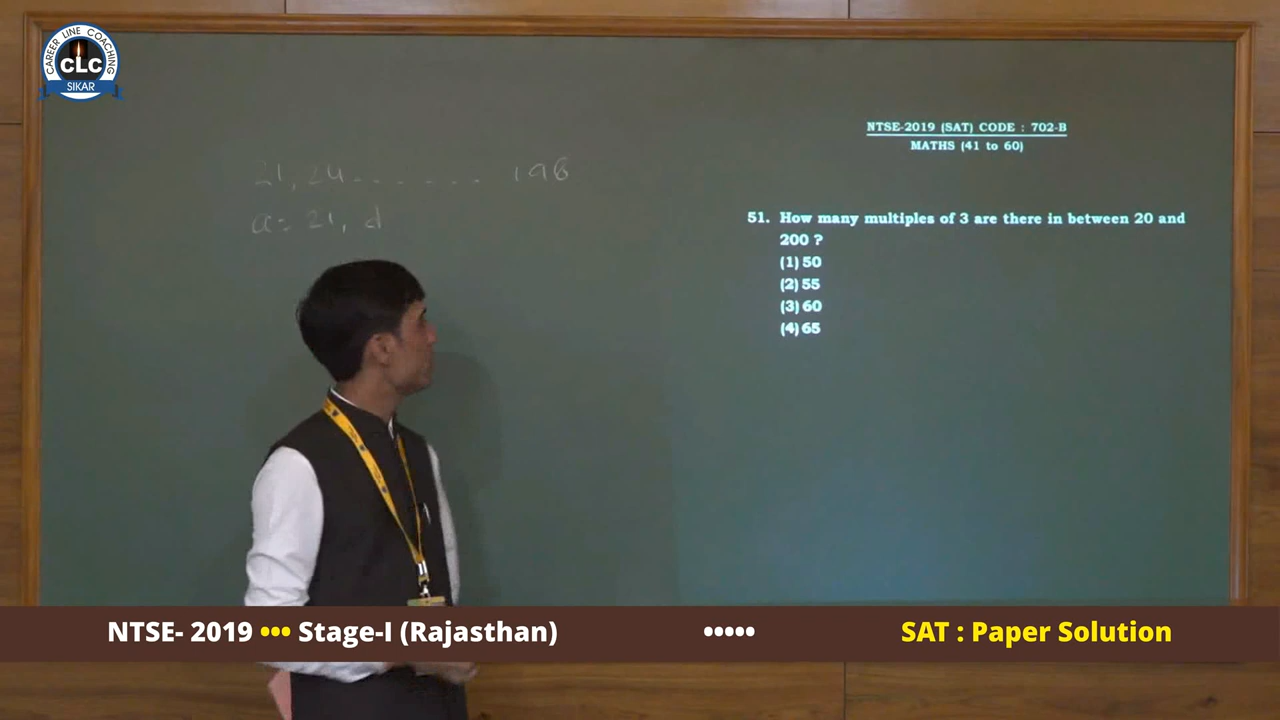 CAREER LINE COACHING
CLC
SIKAR
NTSE-2019 (SAT) CODE : 702-B
MATHS (41 to 60)
21, 24 - - - - - - 198
a = 21, d
51. How many multiples of 3 are there in between 20 and
200 ?
(1) 50
(2) 55
(3) 60
(4) 65
NTSE- 2019 ••• Stage-I (Rajasthan) ••••• SAT : Paper Solution